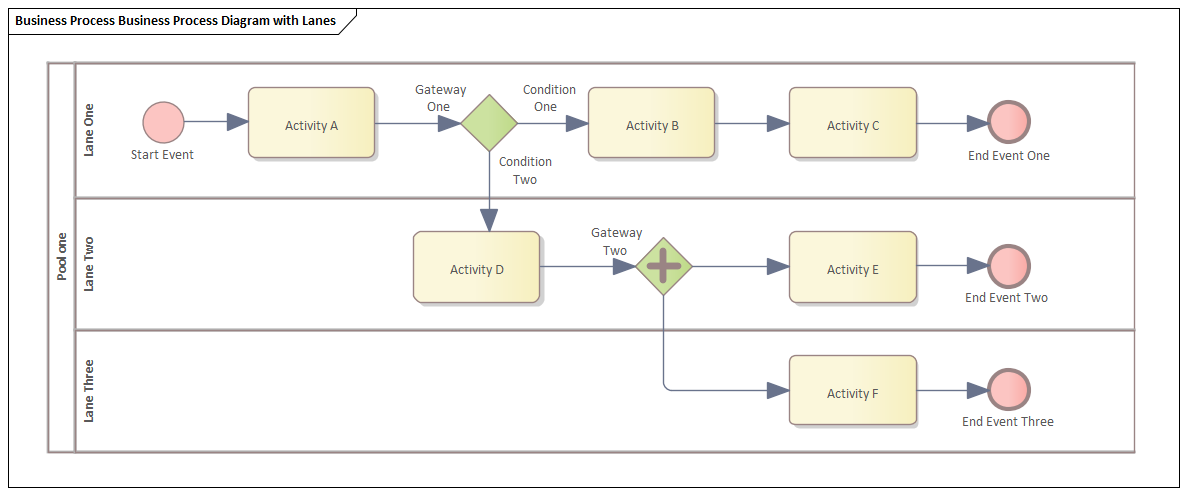 Business Process Business Process Diagram with Lanes
Pool one
Lane One
Start Event
Activity A
Gateway
One
Condition
One
Activity B
Activity C
End Event One
Condition
Two
Lane Two
Activity D
Gateway
Two
Activity E
End Event Two
Lane Three
Activity F
End Event Three